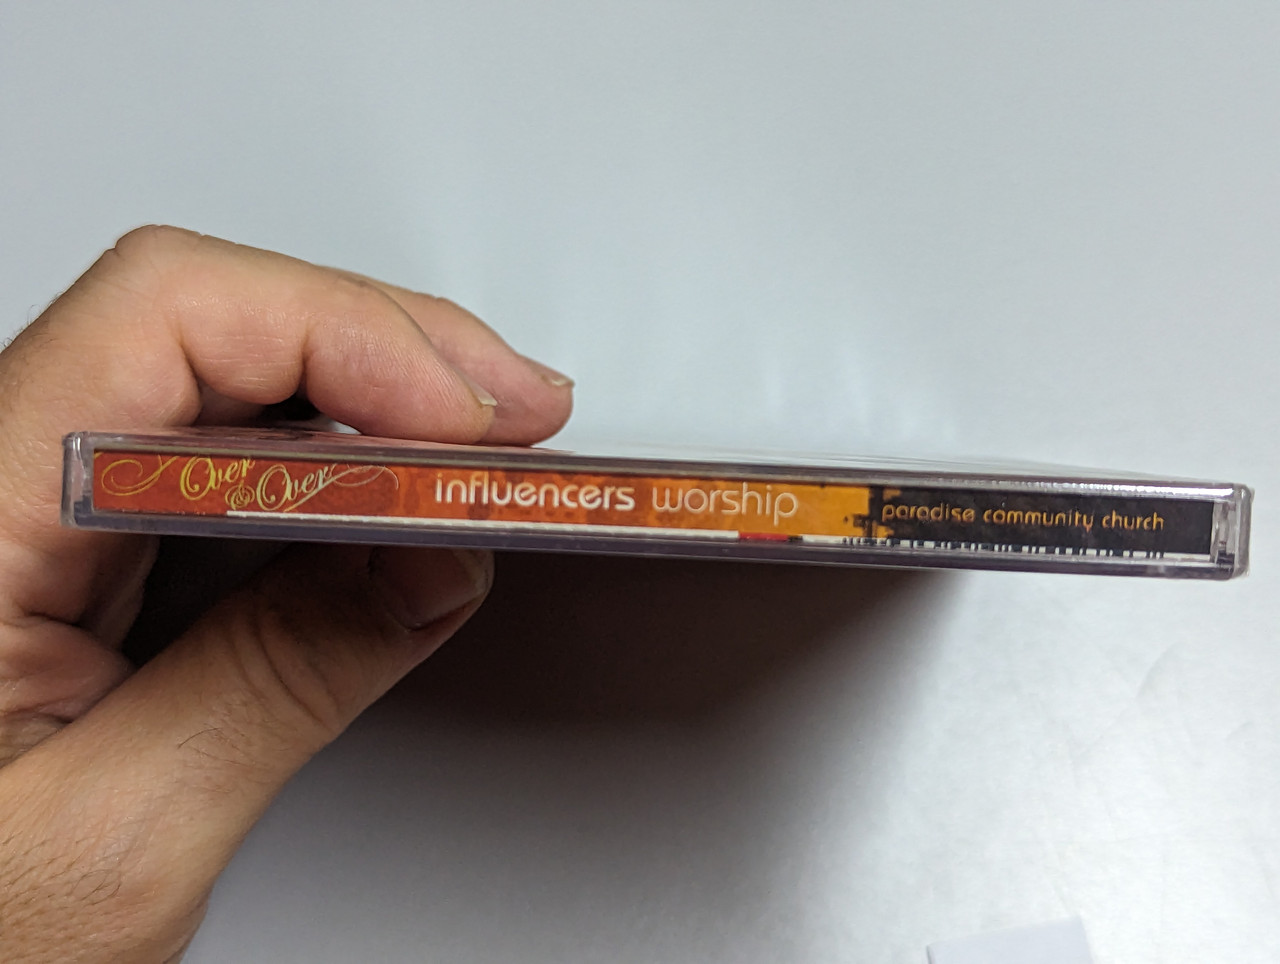 Over
& Over
influencers worship
paradise community church